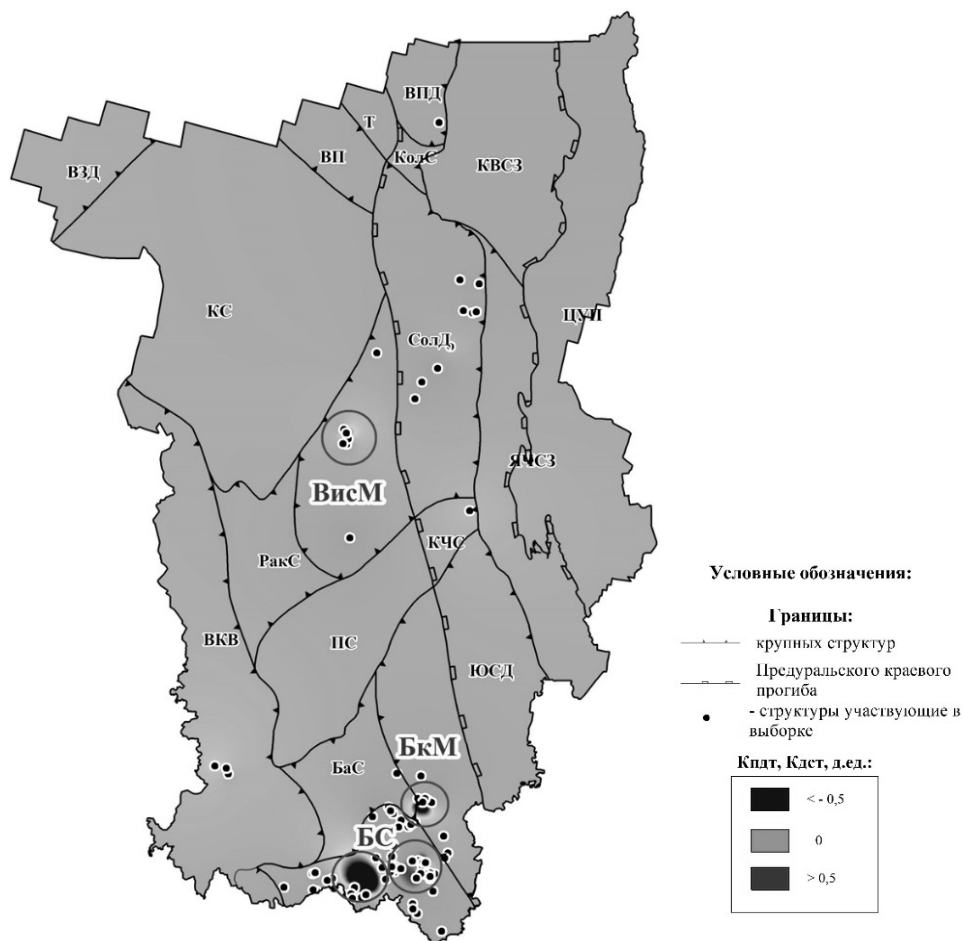 ВПД
Т
ВП
КолС
КВСЗ
ВЗД
КС
ЦУП
СолД
ЯЧСЗ
ВисМ
КЧС
РакС
ВКВ
ПС
ЮСД
БкМ
БаС
БС
Условные обозначения:
Границы:
крупных структур
Предуральского краевого
прогиба
- структуры участвующие в
выборке
Кпдт, Кдст, д.ед.:
< - 0,5
0
> 0,5